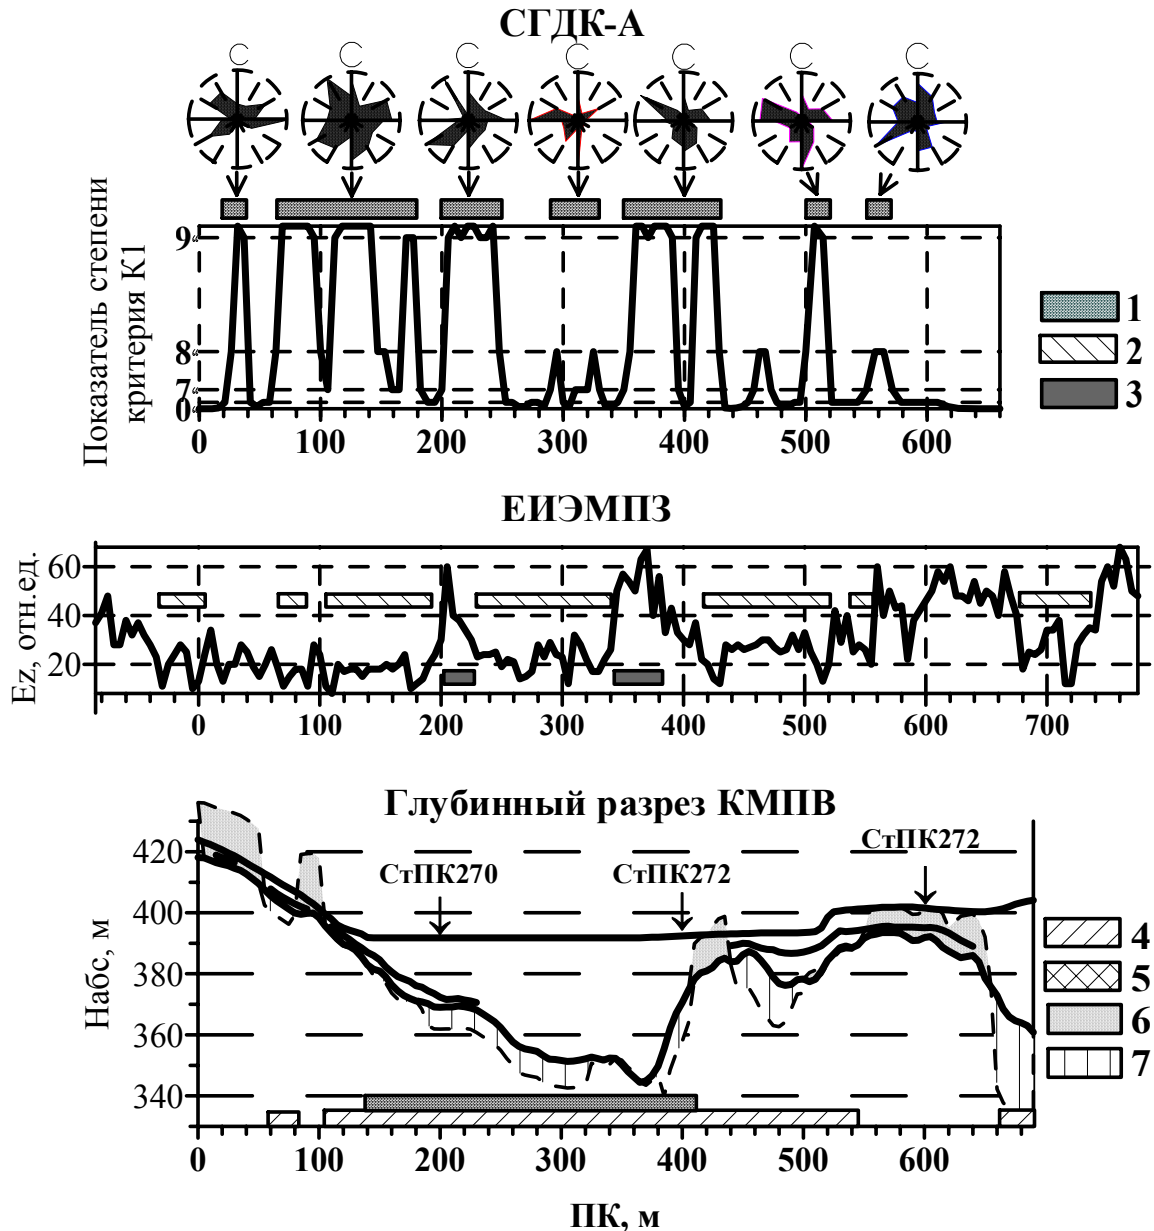 СГДК-А
С С С С С С С
Показатель степени
критерия К1
9
8
7
0
0 100 200 300 400 500 600
1
2
3
ЕИЭМПЗ
Ez, отн.ед.
60
40
20
0 100 200 300 400 500 600 700
Глубинный разрез КМПВ
Набс, м
420
400
380
360
340
СтПК270
СтПК272
СтПК272
4
5
6
7
0 100 200 300 400 500 600
ПК, м